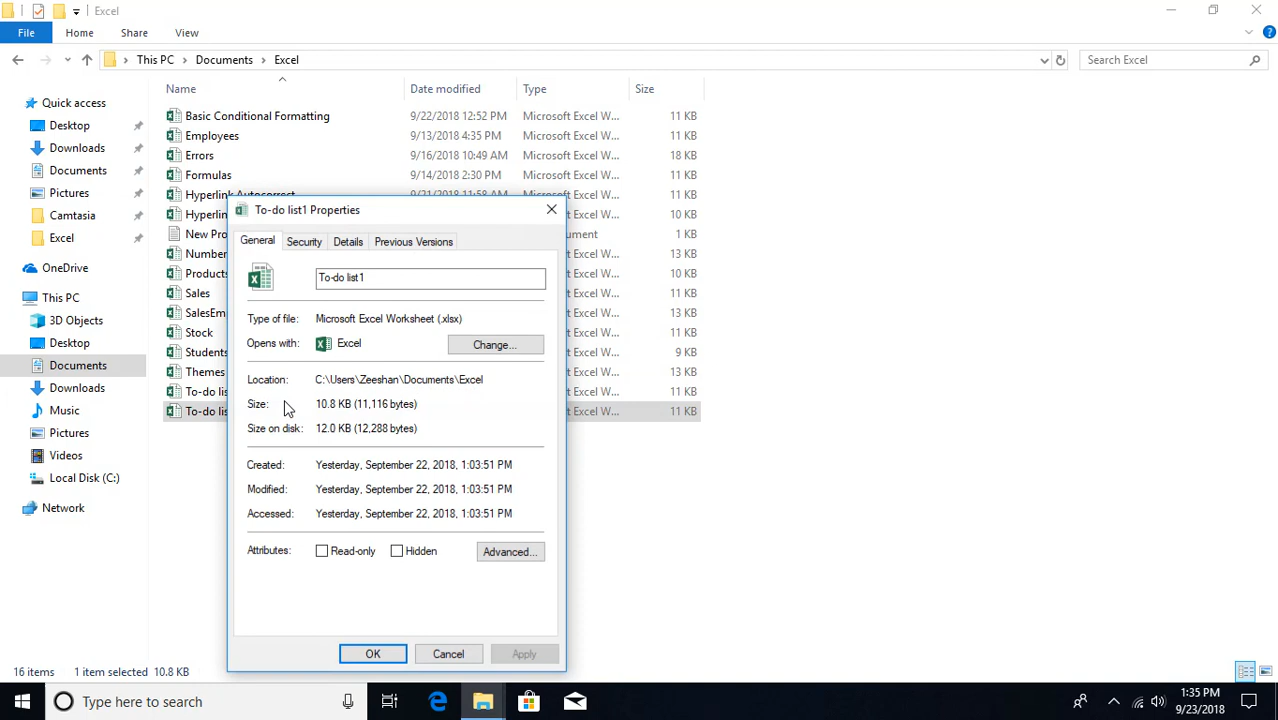 Excel
File Home Share View
This PC Documents Excel
Search Excel
Name Date modified Type Size
Quick access
Desktop
Downloads
Documents
Pictures
Camtasia
Excel
OneDrive
This PC
3D Objects
Desktop
Documents
Downloads
Music
Pictures
Videos
Local Disk (C:)
Network
Basic Conditional Formatting 9/22/2018 12:52 PM Microsoft Excel W... 11 KB
Employees 9/13/2018 4:35 PM Microsoft Excel W... 11 KB
Errors 9/16/2018 10:49 AM Microsoft Excel W... 18 KB
Formulas 9/14/2018 2:30 PM Microsoft Excel W... 11 KB
Hyperlink Autocorrect 9/21/2018 11:58 AM Microsoft Excel W... 11 KB
Hyperlin el W... 10 KB
New Pro ument 1 KB
Number el W... 13 KB
Products el W... 10 KB
Sales el W... 11 KB
SalesEm el W... 13 KB
Stock el W... 11 KB
Students el W... 9 KB
Themes el W... 11 KB
To-do lis el W... 11 KB
To-do lis el W... 11 KB
To-do list1 Properties
General Security Details Previous Versions
To-do list1
Type of file: Microsoft Excel Worksheet (.xlsx)
Opens with: Excel Change...
Location: C:\Users\Zeeshan\Documents\Excel
Size: 10.8 KB (11,116 bytes)
Size on disk: 12.0 KB (12,288 bytes)
Created: Yesterday, September 22, 2018, 1:03:51 PM
Modified: Yesterday, September 22, 2018, 1:03:51 PM
Accessed: Yesterday, September 22, 2018, 1:03:51 PM
Attributes: Read-only Hidden Advanced...
OK Cancel Apply
16 items 1 item selected 10.8 KB
Type here to search
1:35 PM
9/23/2018